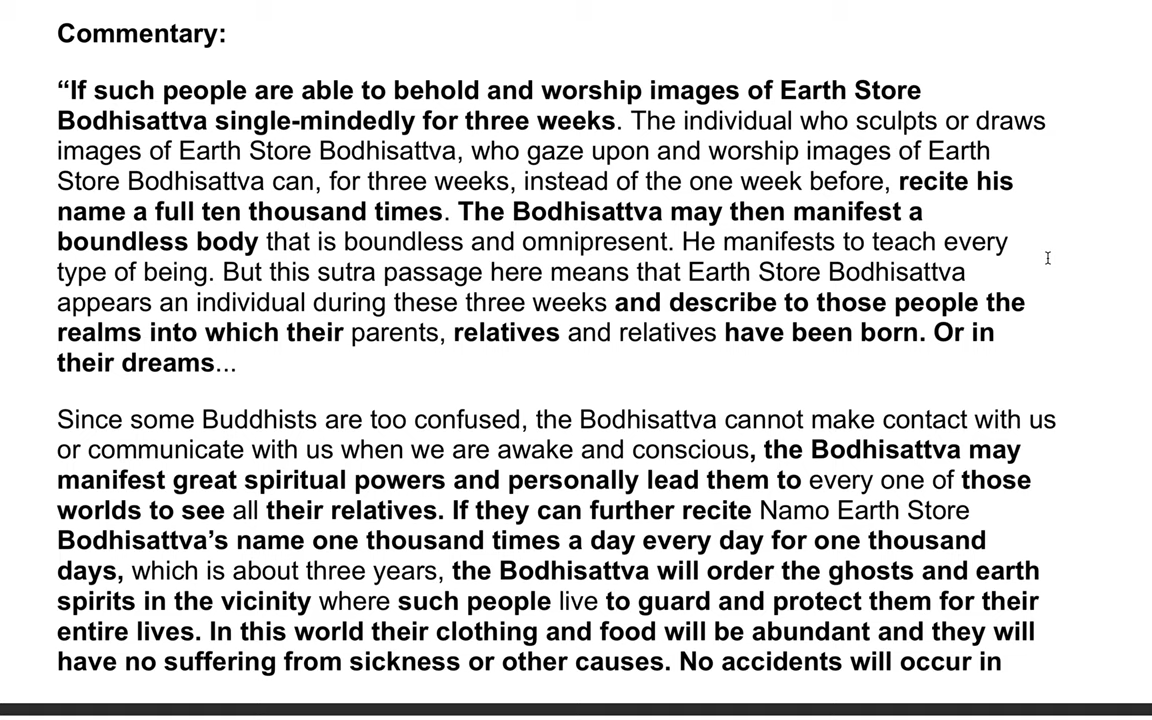 Commentary:
“If such people are able to behold and worship images of Earth Store
Bodhisattva single-mindedly for three weeks. The individual who sculpts or draws
images of Earth Store Bodhisattva, who gaze upon and worship images of Earth
Store Bodhisattva can, for three weeks, instead of the one week before, recite his
name a full ten thousand times. The Bodhisattva may then manifest a
boundless body that is boundless and omnipresent. He manifests to teach every
type of being. But this sutra passage here means that Earth Store Bodhisattva
appears an individual during these three weeks and describe to those people the
realms into which their parents, relatives and relatives have been born. Or in
their dreams...
Since some Buddhists are too confused, the Bodhisattva cannot make contact with us
or communicate with us when we are awake and conscious, the Bodhisattva may
manifest great spiritual powers and personally lead them to every one of those
worlds to see all their relatives. If they can further recite Namo Earth Store
Bodhisattva’s name one thousand times a day every day for one thousand
days, which is about three years, the Bodhisattva will order the ghosts and earth
spirits in the vicinity where such people live to guard and protect them for their
entire lives. In this world their clothing and food will be abundant and they will
have no suffering from sickness or other causes. No accidents will occur in